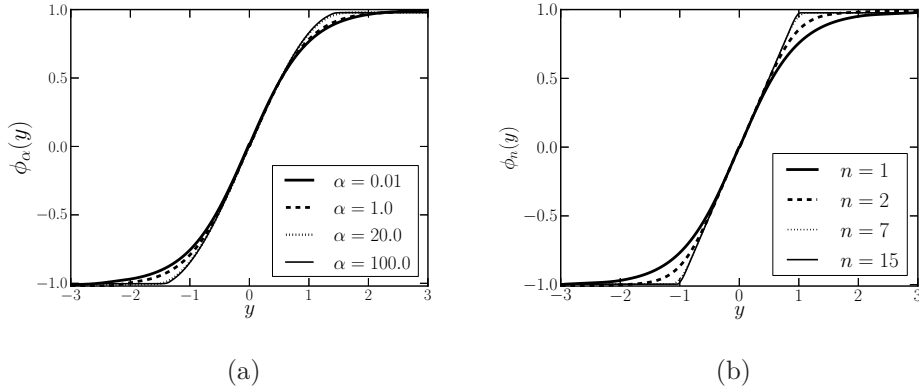 1.0
0.5
0.0
−0.5
−1.0
ϕα(y)
−3 −2 −1 0 1 2 3
y
α = 0.01
α = 1.0
α = 20.0
α = 100.0
(a)
1.0
0.5
0.0
−0.5
−1.0
ϕn(y)
−3 −2 −1 0 1 2 3
y
n = 1
n = 2
n = 7
n = 15
(b)